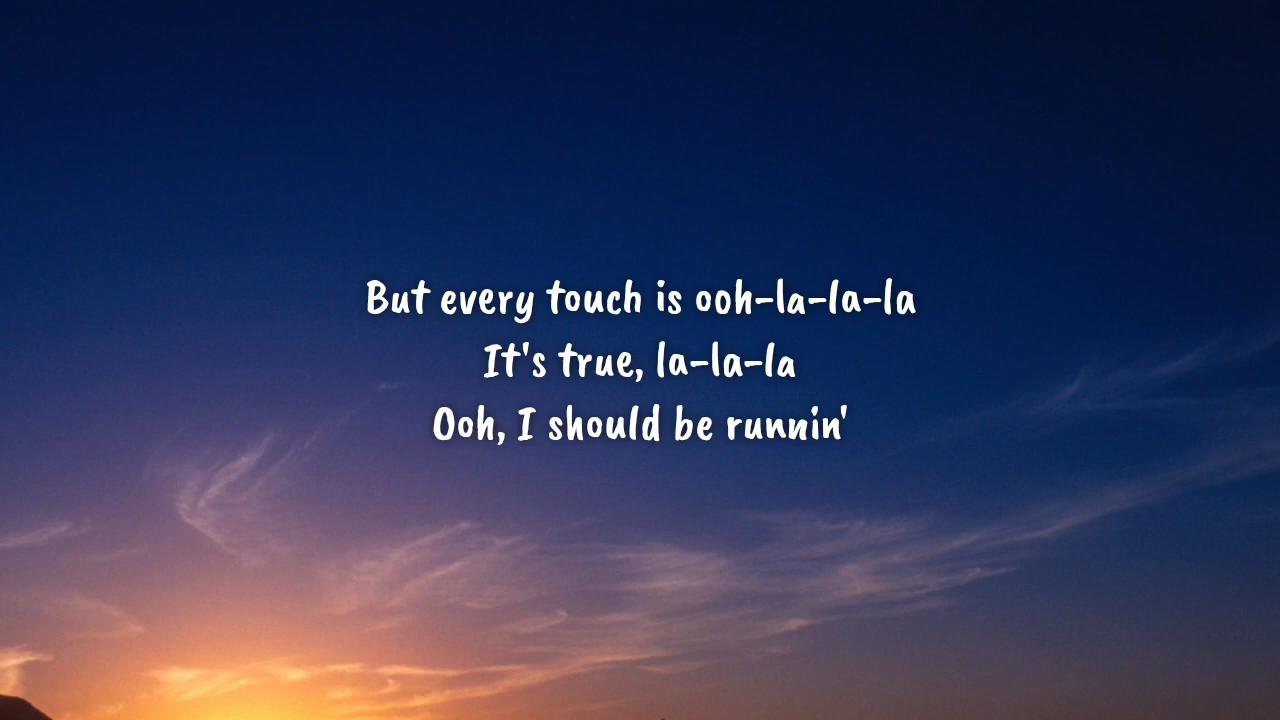 But every touch is ooh-la-la-la
It's true, la-la-la
Ooh, I should be runnin'